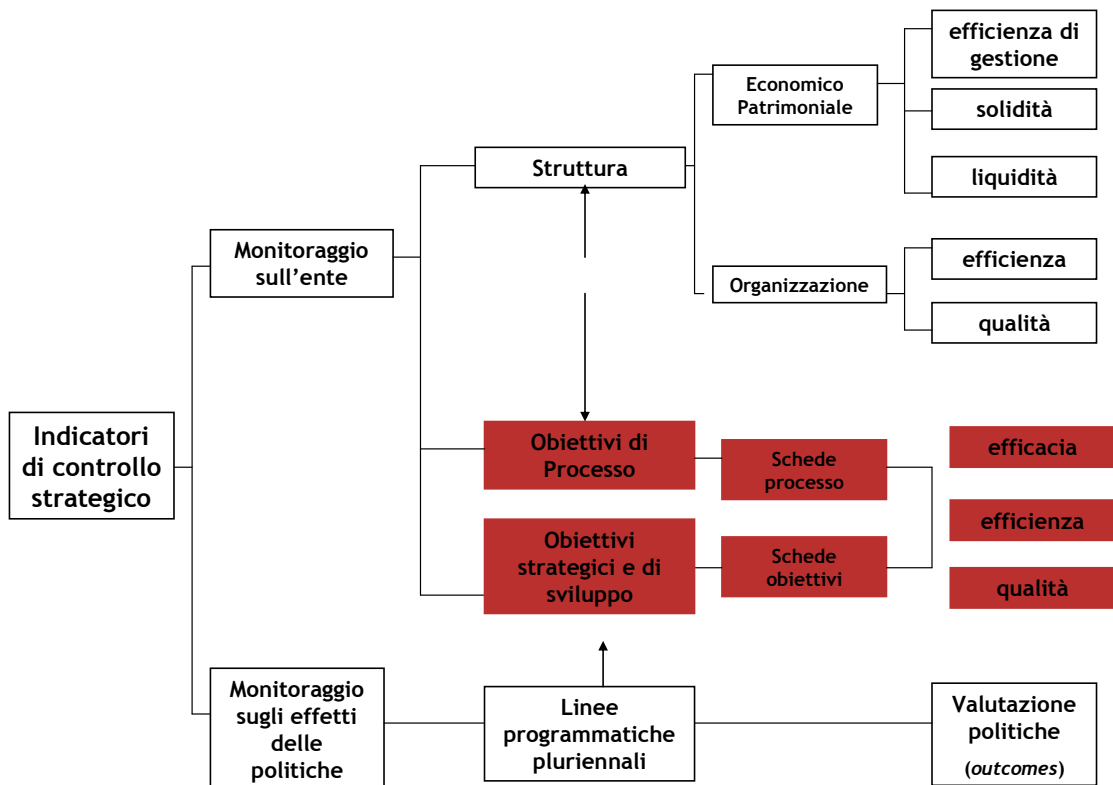 efficienza di
gestione
Economico
Patrimoniale
solidità
Struttura
liquidità
Monitoraggio
sull’ente
efficienza
Organizzazione
qualità
Indicatori
di controllo
strategico
Obiettivi di
Processo
Schede
processo
efficacia
efficienza
Obiettivi
strategici e di
sviluppo
Schede
obiettivi
qualità
Monitoraggio
sugli effetti
delle
politiche
Linee
programmatiche
pluriennali
Valutazione
politiche
(outcomes)